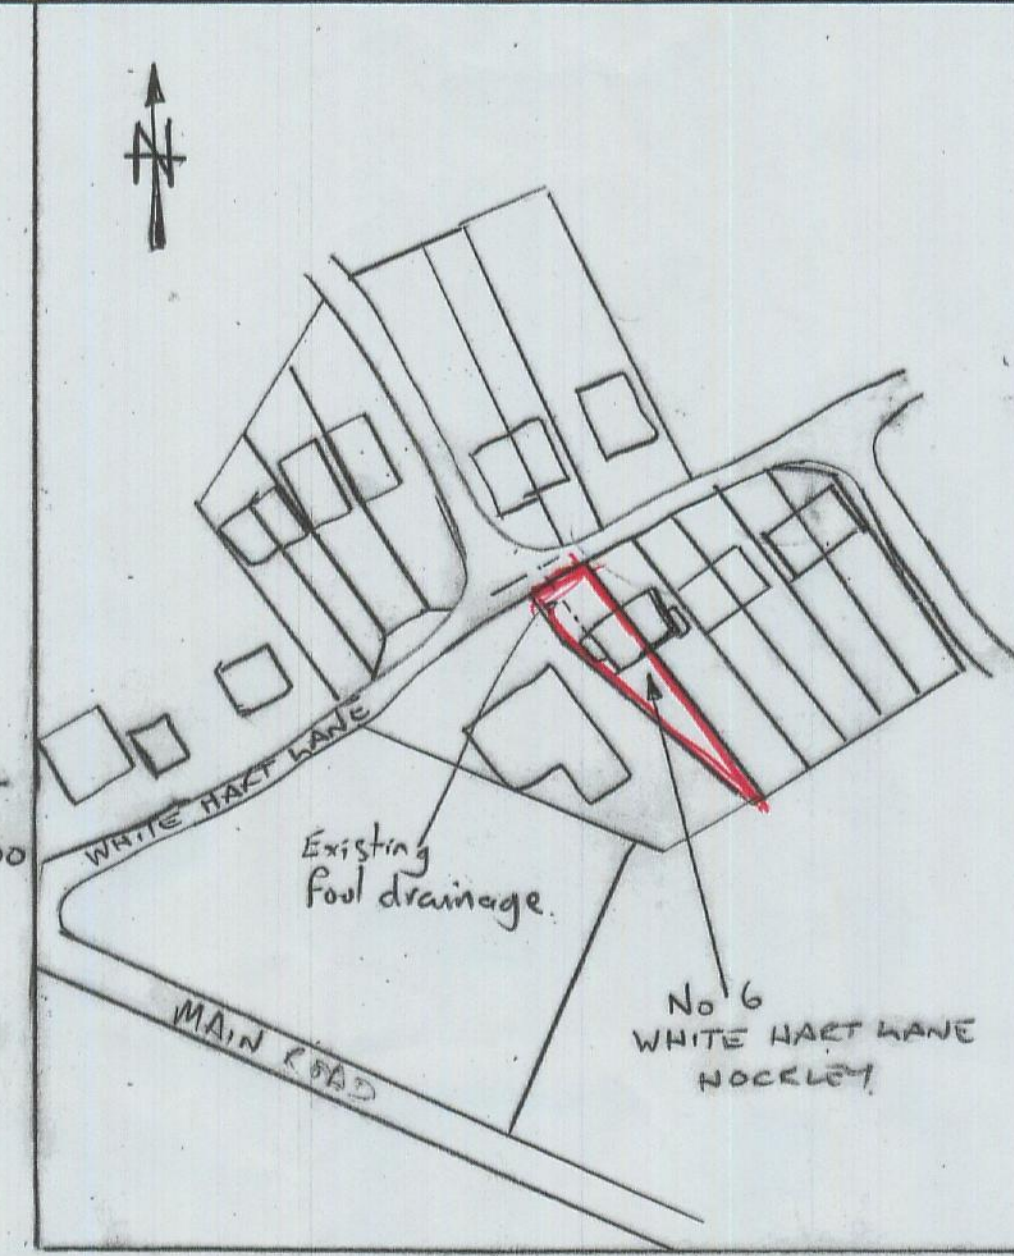 N
WHITE HART LANE
Existing
foul drainage.
No 6
WHITE HART LANE
HOCKLEY
MAIN ROAD